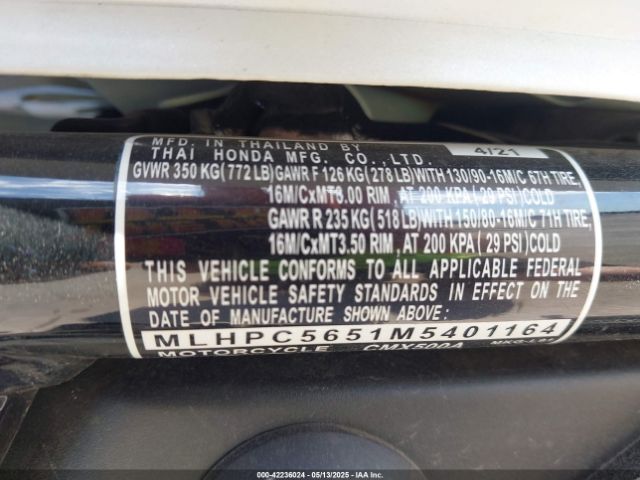 MFD. IN THAILAND BY 4/21
THAI HONDA MFG. CO., LTD.
GVWR 350 KG(772 LB)GAWR F 126 KG(278 LB)WITH 130/90-16M/C 67H TIRE,
16M/CxMT3.00 RIM, AT 200 KPA ( 29 PSI )COLD
GAWR R 235 KG( 518 LB)WITH 150/80-16M/C 71H TIRE,
16M/CxMT3.50 RIM, AT 200 KPA ( 29 PSI )COLD
THIS VEHICLE CONFORMS TO ALL APPLICABLE FEDERAL
MOTOR VEHICLE SAFETY STANDARDS IN EFFECT ON THE
DATE OF MANUFACTURE SHOWN ABOVE:
MLHPC5651M5401164
MOTORCYCLE CMX500A
000-42236024 - 05/13/2025 - IAAI.COM